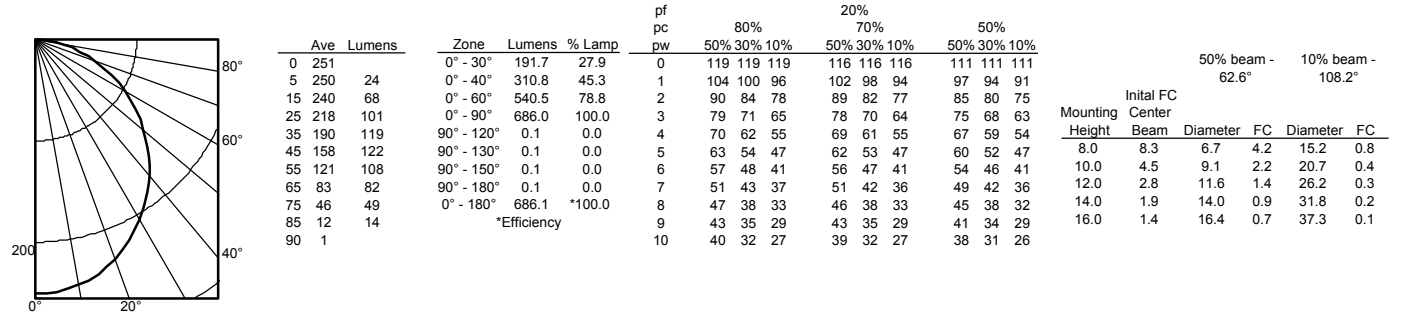 80°
60°
40°
20°
0°
200
Ave Lumens
0 251
5 250 24
15 240 68
25 218 101
35 190 119
45 158 122
55 121 108
65 83 82
75 46 49
85 12 14
90 1
Zone Lumens % Lamp
0° - 30° 191.7 27.9
0° - 40° 310.8 45.3
0° - 60° 540.5 78.8
0° - 90° 686.0 100.0
90° - 120° 0.1 0.0
90° - 130° 0.1 0.0
90° - 150° 0.1 0.0
90° - 180° 0.1 0.0
0° - 180° 686.1 *100.0
*Efficiency
pf 20%
pc 80% 70% 50%
pw 50% 30% 10% 50% 30% 10% 50% 30% 10%
0 119 119 119 116 116 116 111 111 111
1 104 100 96 102 98 94 97 94 91
2 90 84 78 89 82 77 85 80 75
3 79 71 65 78 70 64 75 68 63
4 70 62 55 69 61 55 67 59 54
5 63 54 47 62 53 47 60 52 47
6 57 48 41 56 47 41 54 46 41
7 51 43 37 51 42 36 49 42 36
8 47 38 33 46 38 33 45 38 32
9 43 35 29 43 35 29 41 34 29
10 40 32 27 39 32 27 38 31 26
50% beam - 10% beam -
62.6° 108.2°
Inital FC
Mounting Center
Height Beam Diameter FC Diameter FC
8.0 8.3 6.7 4.2 15.2 0.8
10.0 4.5 9.1 2.2 20.7 0.4
12.0 2.8 11.6 1.4 26.2 0.3
14.0 1.9 14.0 0.9 31.8 0.2
16.0 1.4 16.4 0.7 37.3 0.1